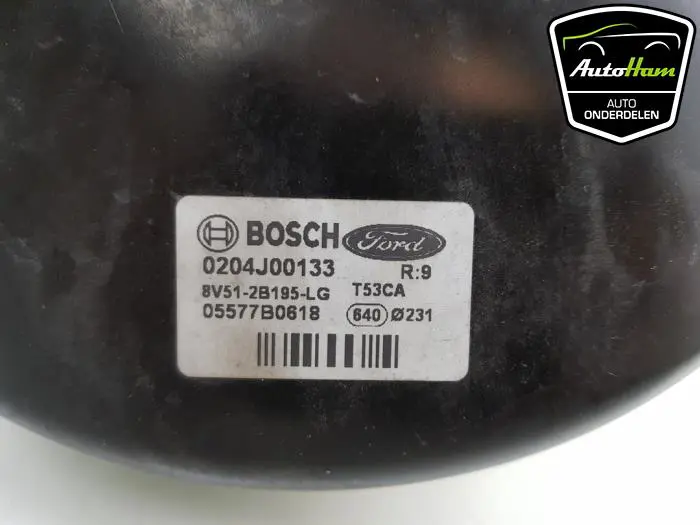 AutoHam
AUTO
ONDERDELEN
BOSCH Ford
0204J00133 R:9
8V51-2B195-LG T53CA
05577B0618 640 Ø231